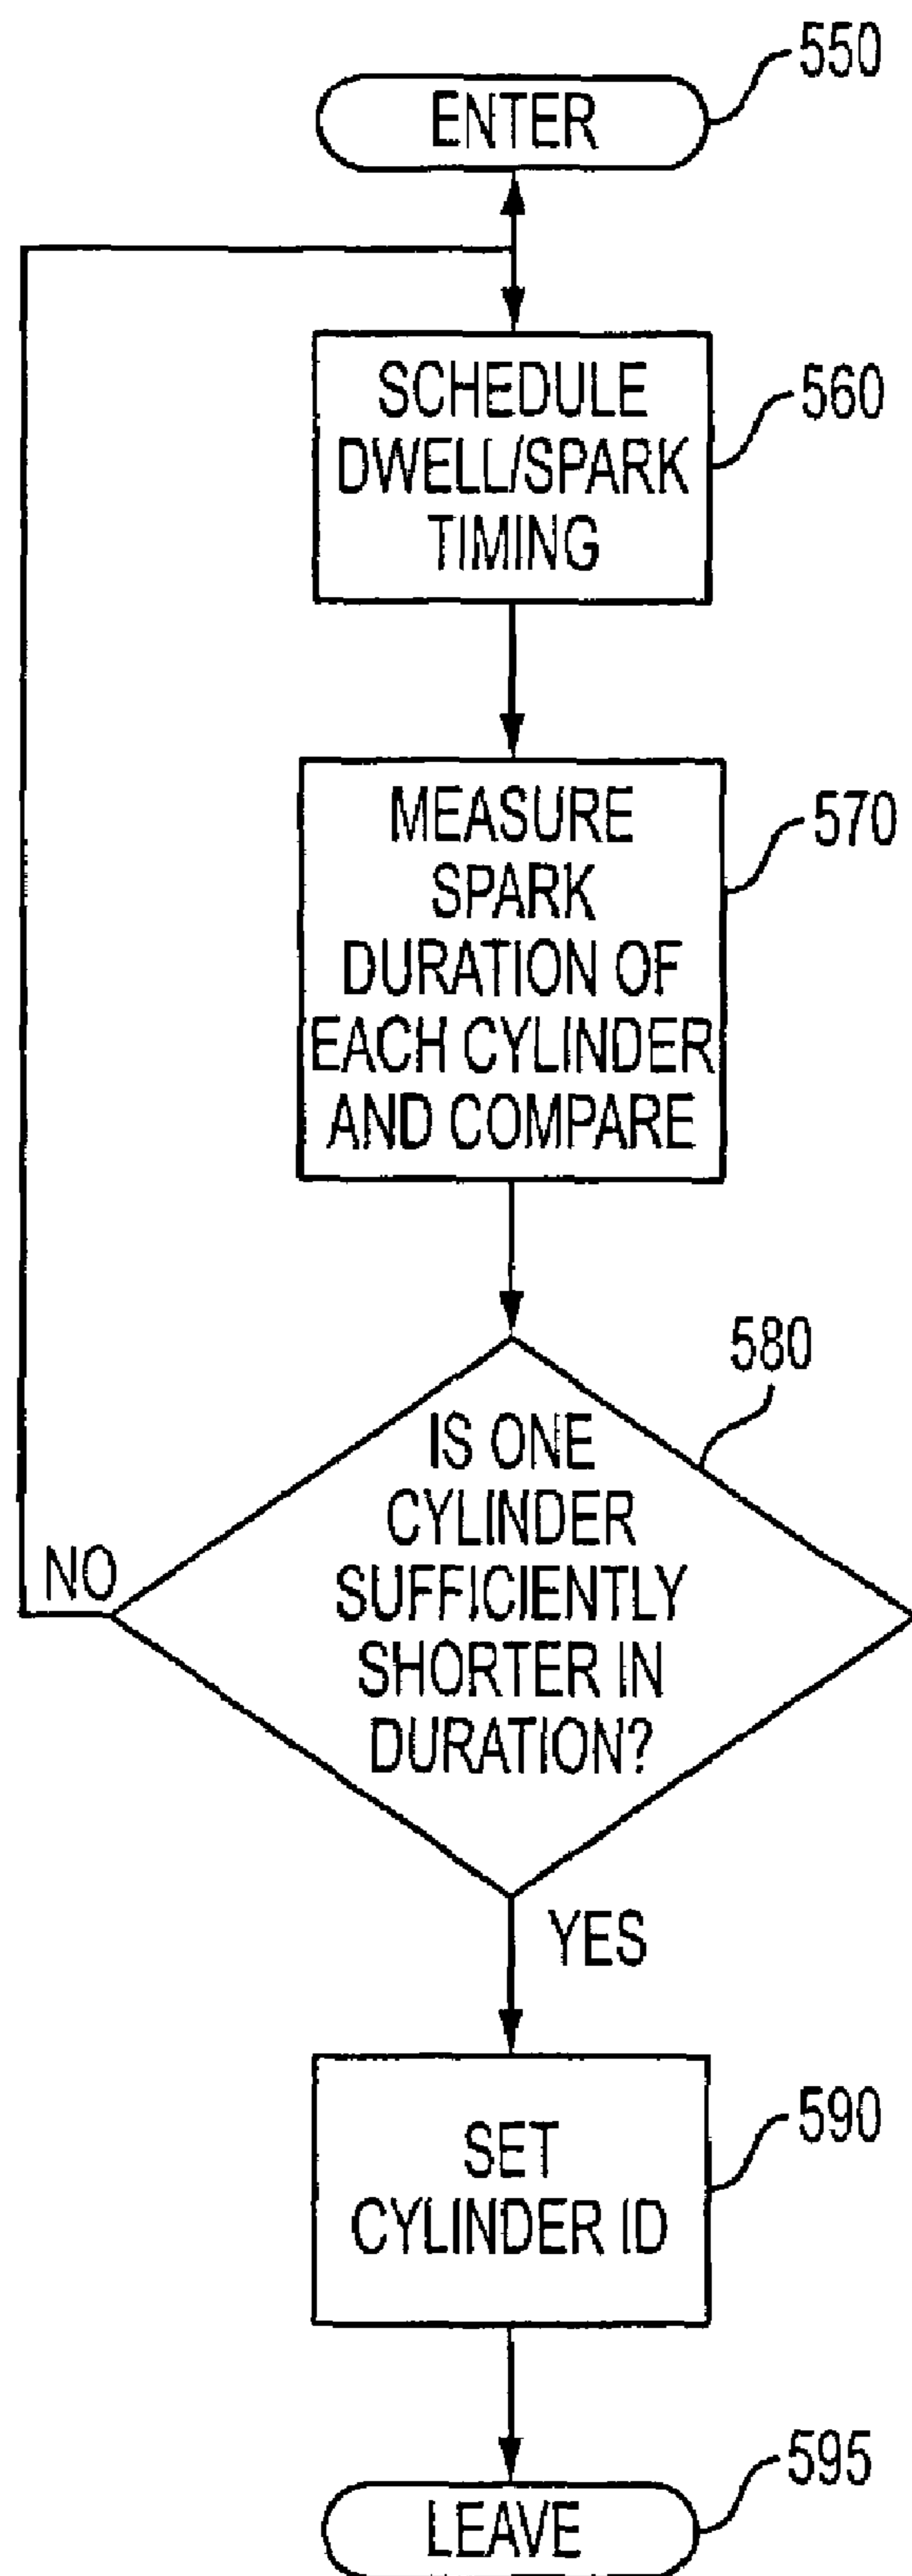 550
ENTER
SCHEDULE
DWELL/SPARK
TIMING
560
MEASURE
SPARK
DURATION OF
EACH CYLINDER
AND COMPARE
570
580
IS ONE
CYLINDER
SUFFICIENTLY
SHORTER IN
DURATION?
NO
YES
SET
CYLINDER ID
590
595
LEAVE